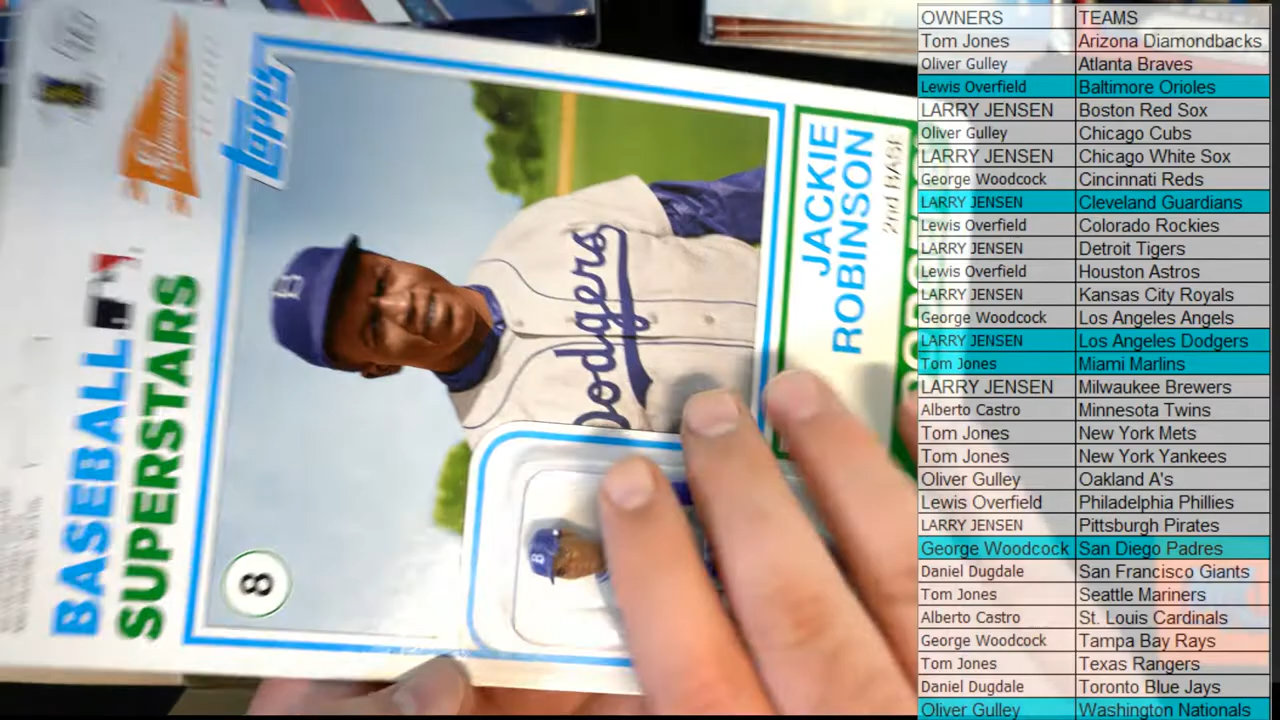 BASEBALL
SUPERSTARS
Topps
JACKIE
ROBINSON
2nd BASE
Dodgers
B
8
B
OWNERS TEAMS
Tom Jones Arizona Diamondbacks
Oliver Gulley Atlanta Braves
Lewis Overfield Baltimore Orioles
LARRY JENSEN Boston Red Sox
Oliver Gulley Chicago Cubs
LARRY JENSEN Chicago White Sox
George Woodcock Cincinnati Reds
LARRY JENSEN Cleveland Guardians
Lewis Overfield Colorado Rockies
LARRY JENSEN Detroit Tigers
Lewis Overfield Houston Astros
LARRY JENSEN Kansas City Royals
George Woodcock Los Angeles Angels
LARRY JENSEN Los Angeles Dodgers
Tom Jones Miami Marlins
LARRY JENSEN Milwaukee Brewers
Alberto Castro Minnesota Twins
Tom Jones New York Mets
Tom Jones New York Yankees
Oliver Gulley Oakland A's
Lewis Overfield Philadelphia Phillies
LARRY JENSEN Pittsburgh Pirates
George Woodcock San Diego Padres
Daniel Dugdale San Francisco Giants
Tom Jones Seattle Mariners
Alberto Castro St. Louis Cardinals
George Woodcock Tampa Bay Rays
Tom Jones Texas Rangers
Daniel Dugdale Toronto Blue Jays
Oliver Gulley Washington Nationals